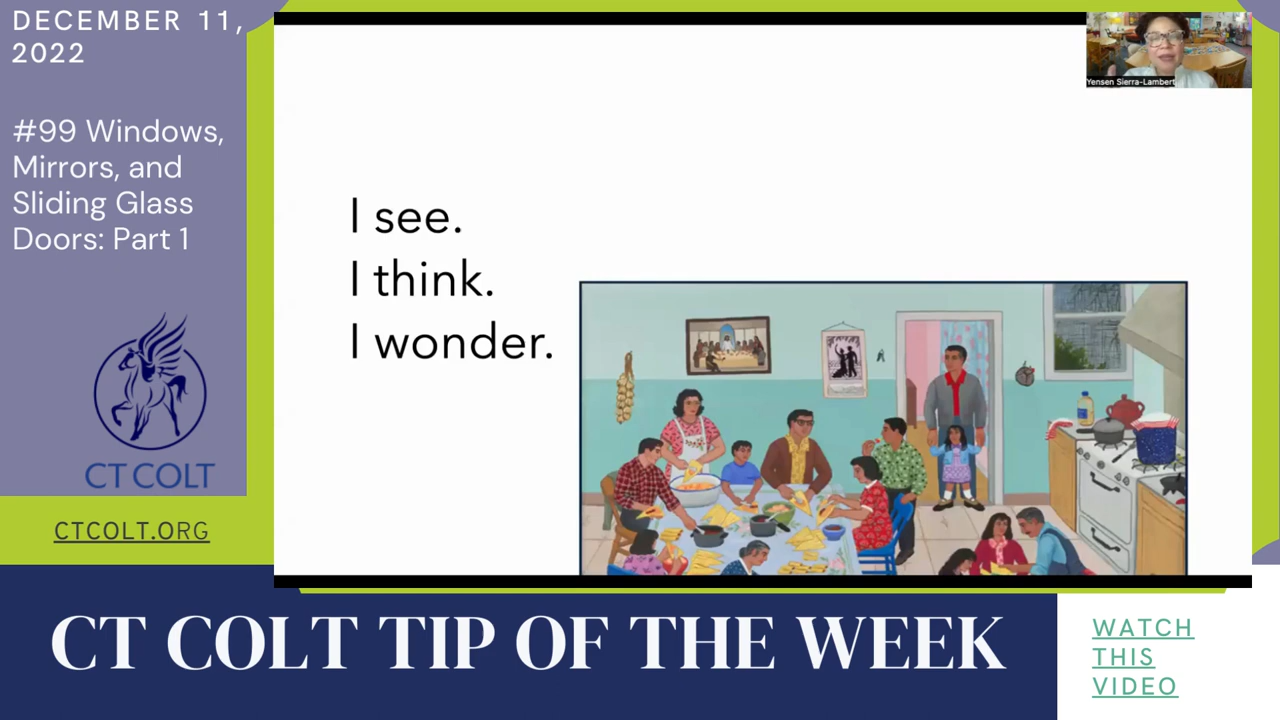 DECEMBER 11,
2022
#99 Windows,
Mirrors, and
Sliding Glass
Doors: Part 1
CT COLT
CTCOLT.ORG
I see.
I think.
I wonder.
Yensen Sierra-Lambert
CT COLT TIP OF THE WEEK
WATCH
THIS
VIDEO